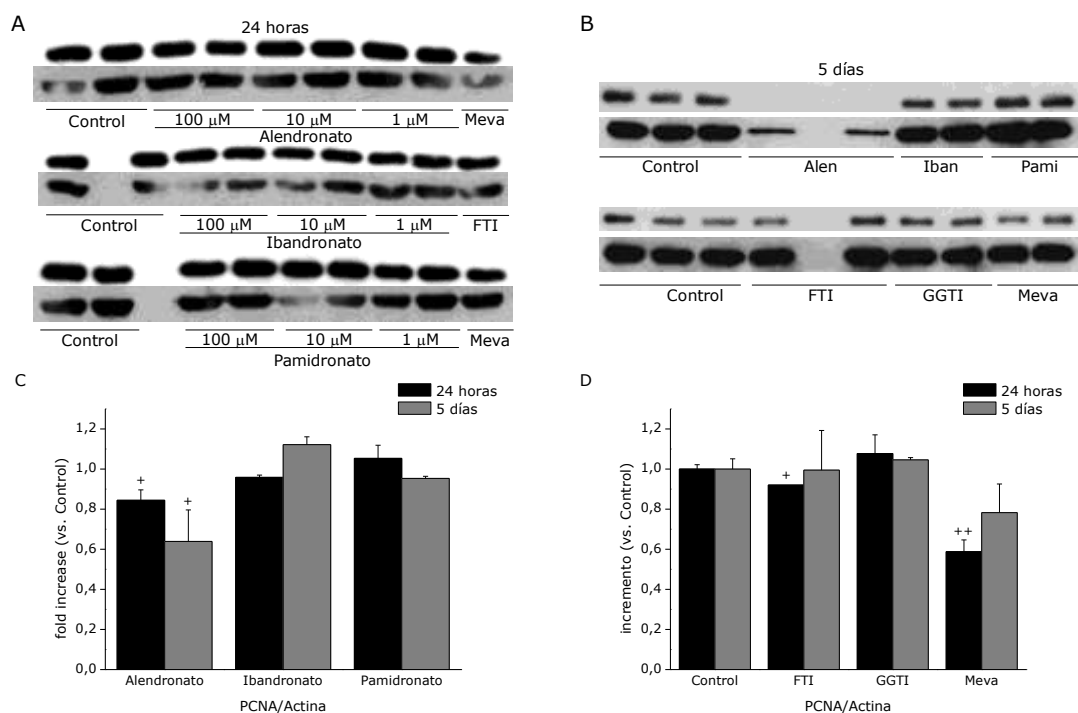 A
24 horas
Control 100 µM 10 µM 1 µM Meva
Alendronato
Control 100 µM 10 µM 1 µM FTI
Ibandronato
Control 100 µM 10 µM 1 µM Meva
Pamidronato
B
5 días
Control Alen Iban Pami
Control FTI GGTI Meva
C
24 horas
5 días
fold increase (vs. Control)
1,2
1,0
0,8
0,6
0,4
0,2
0,0
+
+
Alendronato Ibandronato Pamidronato
PCNA/Actina
D
24 horas
5 días
incremento (vs. Control)
1,2
1,0
0,8
0,6
0,4
0,2
0,0
+
++
Control FTI GGTI Meva
PCNA/Actina